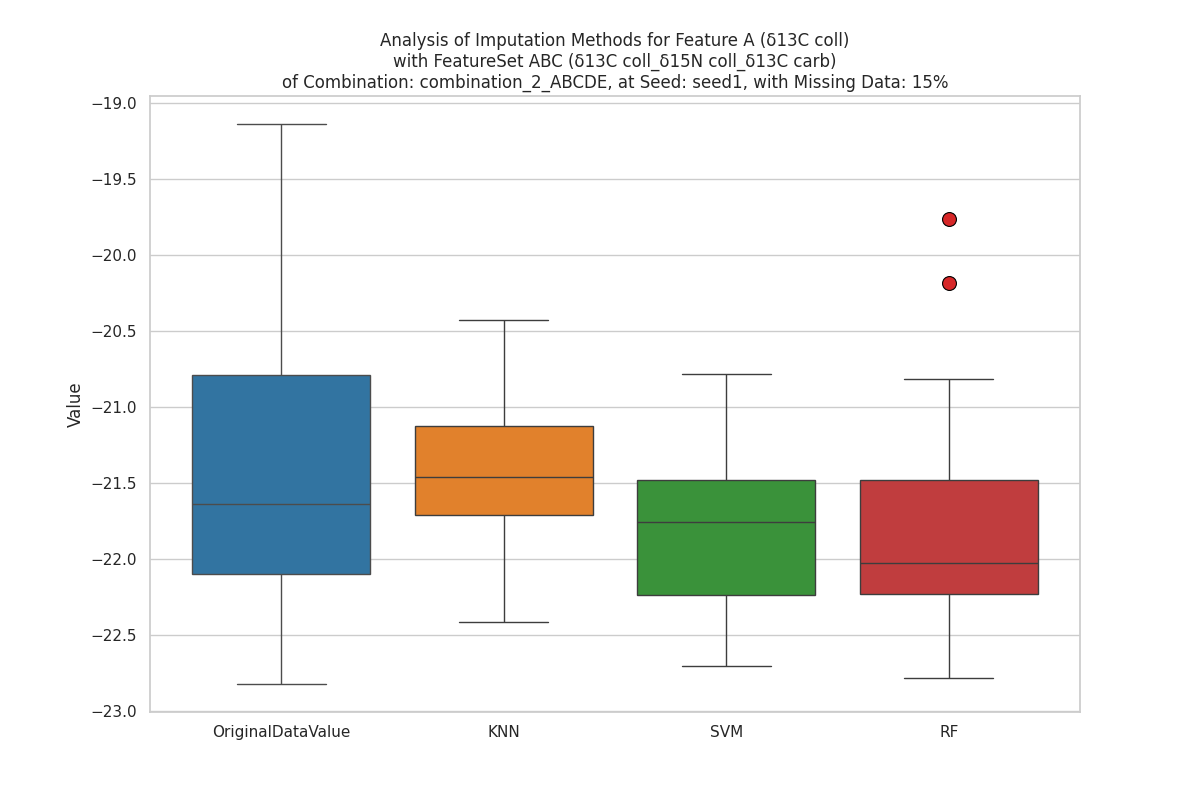 Analysis of Imputation Methods for Feature A (δ13C coll)
with FeatureSet ABC (δ13C coll_δ15N coll_δ13C carb)
of Combination: combination_2_ABCDE, at Seed: seed1, with Missing Data: 15%
−19.0
−19.5
−20.0
−20.5
−21.0
−21.5
−22.0
−22.5
−23.0
Value
OriginalDataValue
KNN
SVM
RF